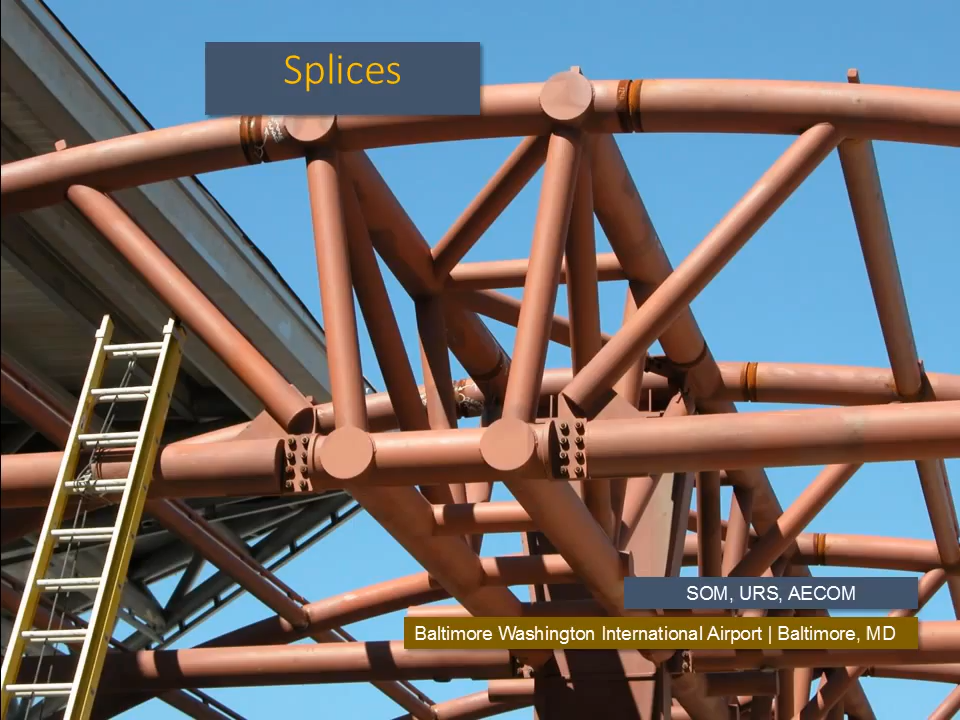 Splices
SOM, URS, AECOM
Baltimore Washington International Airport | Baltimore, MD